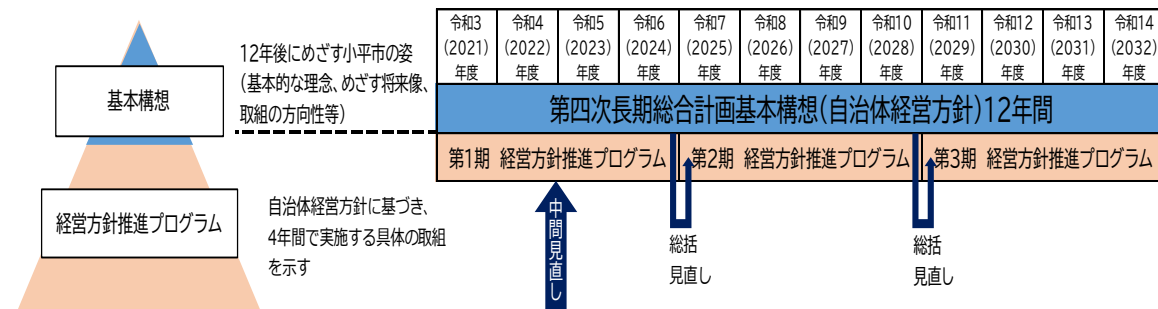 基本構想
経営方針推進プログラム
12年後にめざす小平市の姿
(基本的な理念、めざす将来像、
取組の方向性等)
自治体経営方針に基づき、
4年間で実施する具体の取組
を示す
令和3 令和4 令和5 令和6 令和7 令和8 令和9 令和10 令和11 令和12 令和13 令和14
(2021) (2022) (2023) (2024) (2025) (2026) (2027) (2028) (2029) (2030) (2031) (2032)
年度 年度 年度 年度 年度 年度 年度 年度 年度 年度 年度 年度
第四次長期総合計画基本構想(自治体経営方針)12年間
第1期 経営方針推進プログラム 第2期 経営方針推進プログラム 第3期 経営方針推進プログラム
中間見直し
総括
見直し
総括
見直し